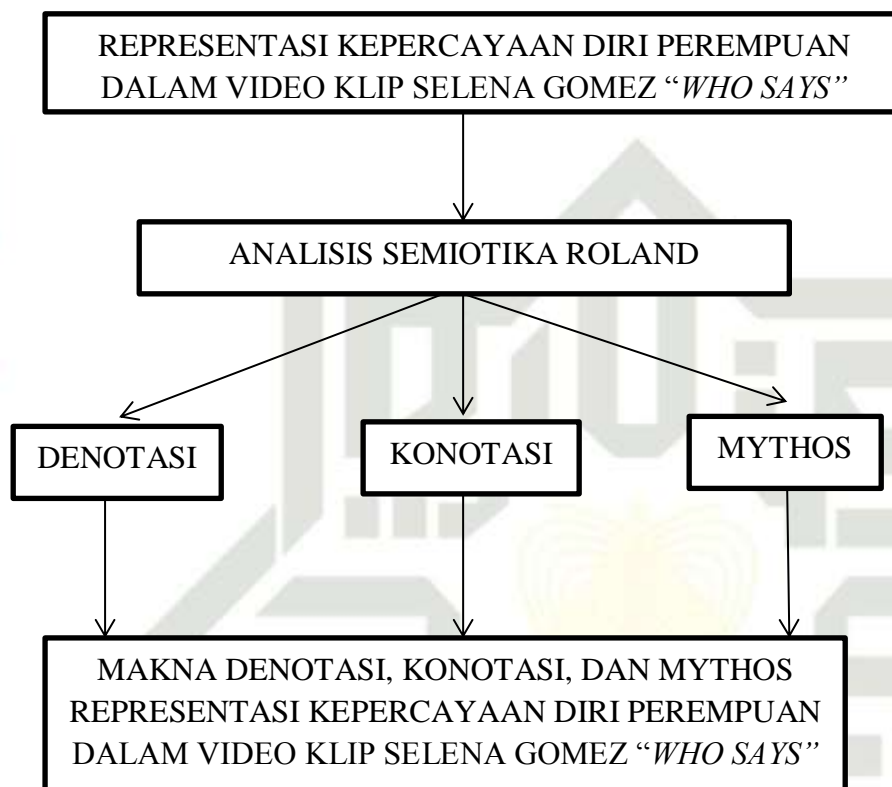 REPRESENTASI KEPERCAYAAN DIRI PEREMPUAN
DALAM VIDEO KLIP SELENA GOMEZ “WHO SAYS”
ANALISIS SEMIOTIKA ROLAND
DENOTASI
KONOTASI
MYTHOS
MAKNA DENOTASI, KONOTASI, DAN MYTHOS
REPRESENTASI KEPERCAYAAN DIRI PEREMPUAN
DALAM VIDEO KLIP SELENA GOMEZ “WHO SAYS”